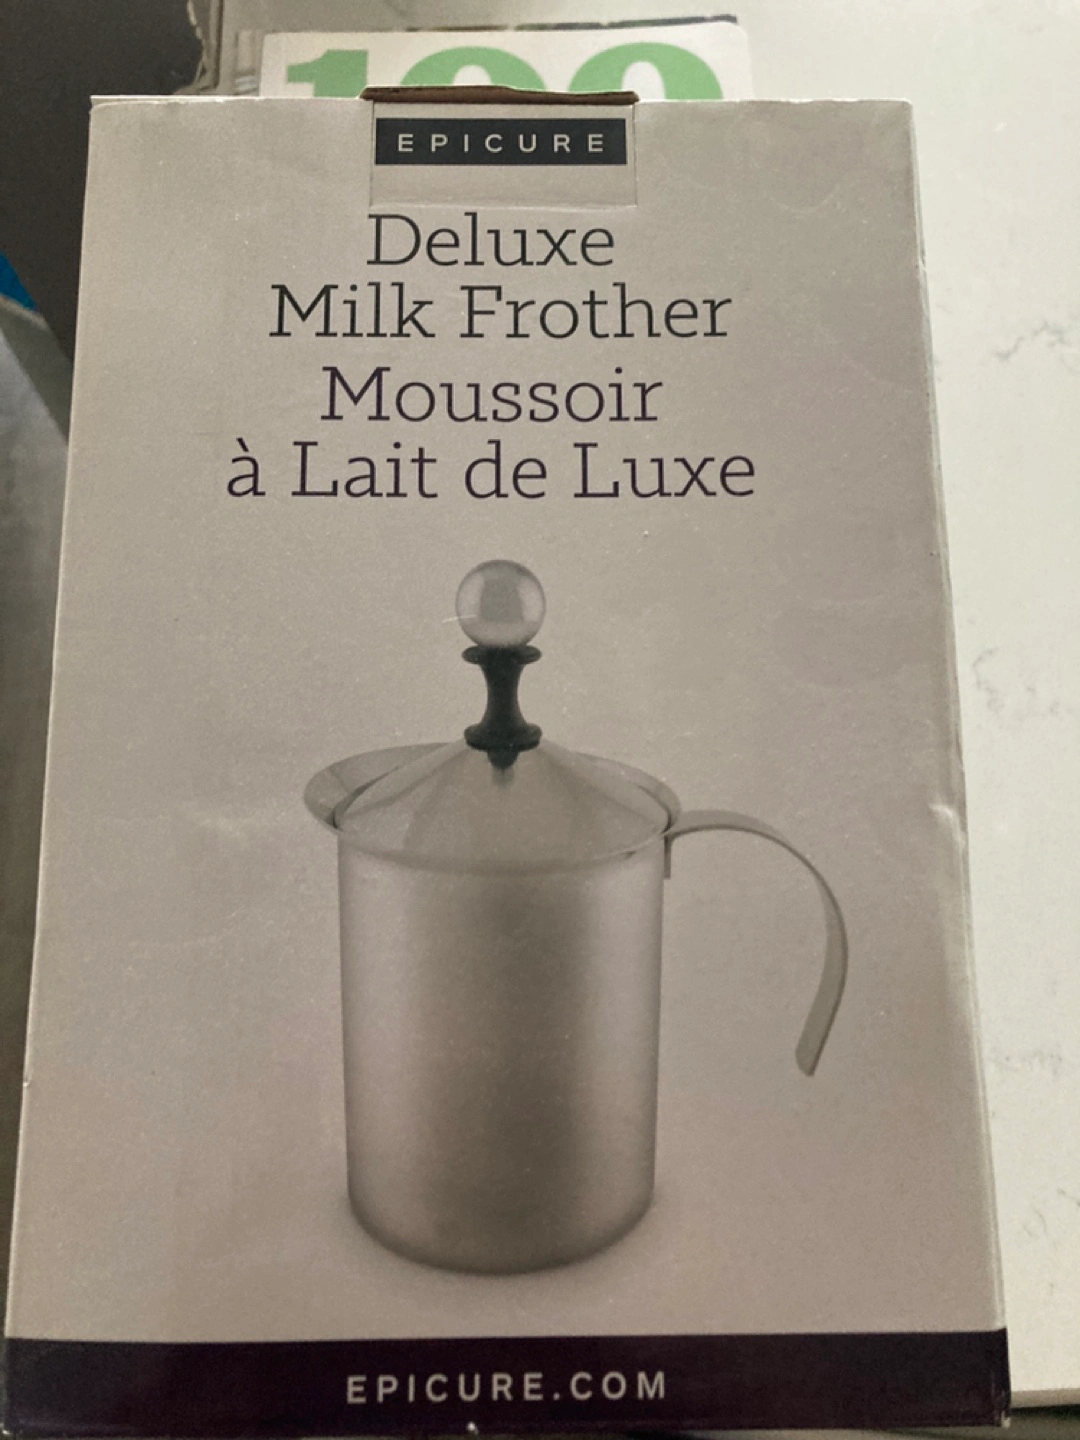 EPICURE
Deluxe
Milk Frother
Moussoir
à Lait de Luxe
EPICURE.COM